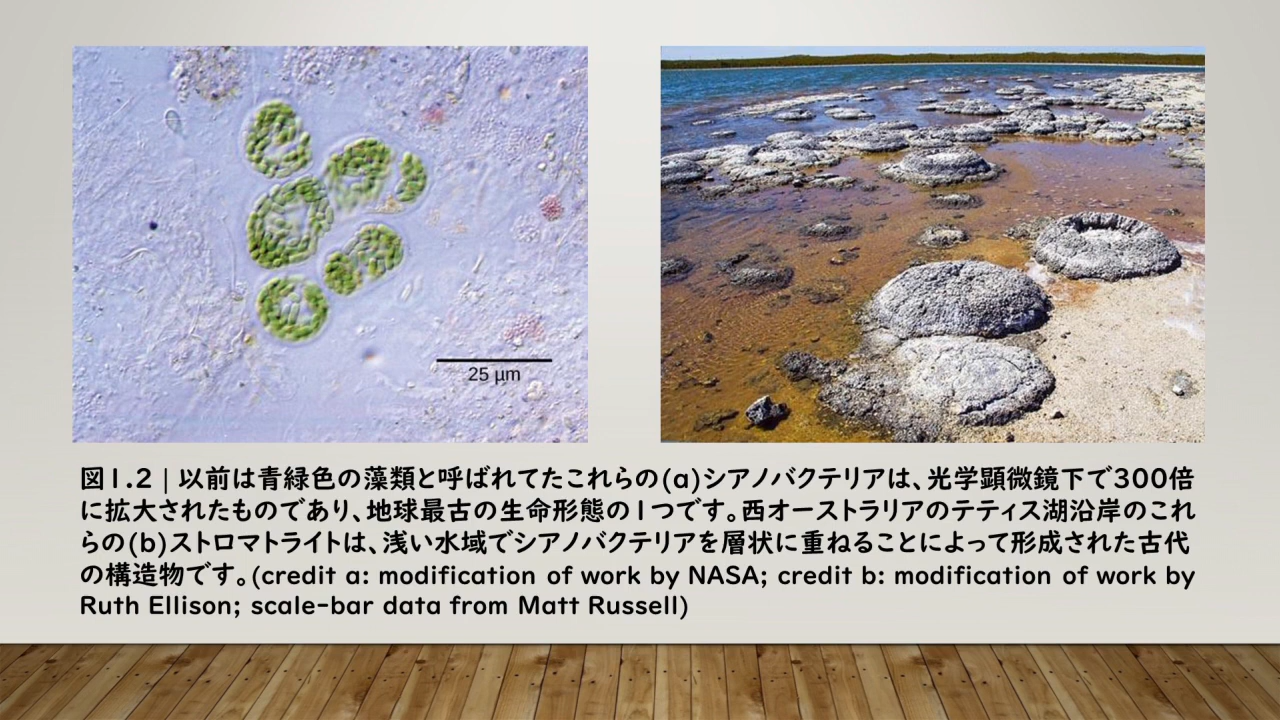 25 µm
図1.2 | 以前は青緑色の藻類と呼ばれてたこれらの(a)シアノバクテリアは、光学顕微鏡下で300倍
に拡大されたものであり、地球最古の生命形態の1つです。西オーストラリアのテティス湖沿岸のこれ
らの(b)ストロマトライトは、浅い水域でシアノバクテリアを層状に重ねることによって形成された古代
の構造物です。(credit a: modification of work by NASA; credit b: modification of work by
Ruth Ellison; scale-bar data from Matt Russell)